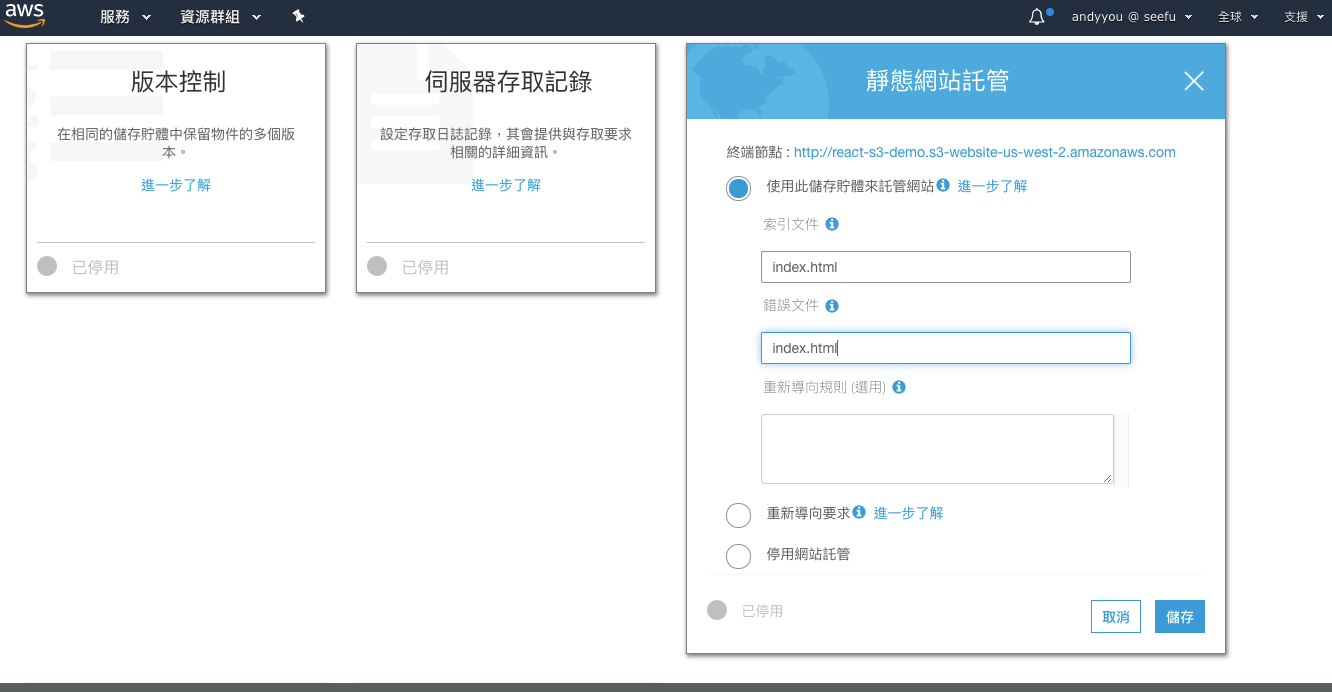 aws
服務
資源群組
andyyou @ seefu
全球
支援
版本控制
在相同的儲存貯體中保留物件的多個版
本。
進一步了解
已停用
伺服器存取記錄
設定存取日誌記錄，其會提供與存取要求
相關的詳細資訊。
進一步了解
已停用
靜態網站託管
終端節點 : http://react-s3-demo.s3-website-us-west-2.amazonaws.com
使用此儲存貯體來託管網站 進一步了解
索引文件
index.html
錯誤文件
index.html
重新導向規則 (選用)
重新導向要求 進一步了解
停用網站託管
已停用
取消
儲存